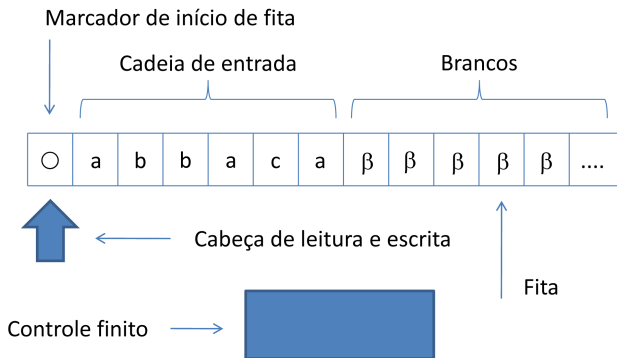 Marcador de início de fita
Cadeia de entrada
Brancos
○ a b b a c a β β β β β ....
Cabeça de leitura e escrita
Fita
Controle finito